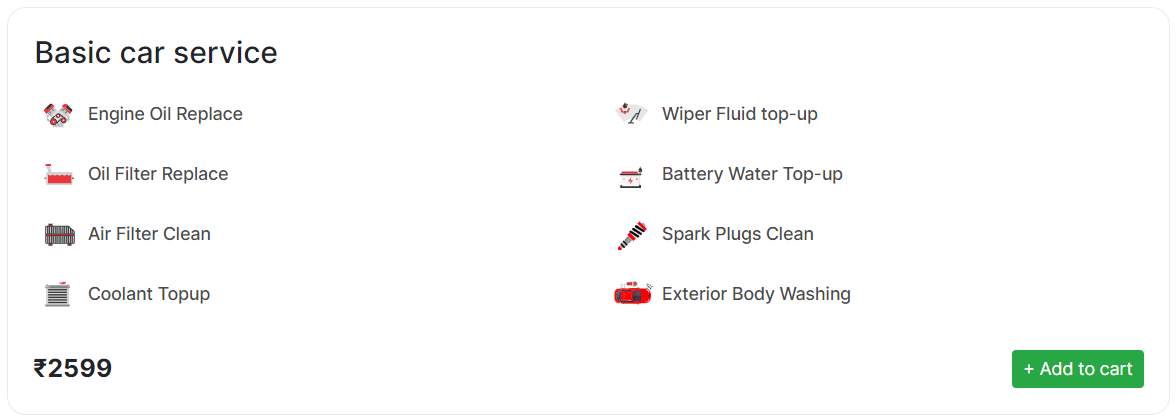 Basic car service
Engine Oil Replace
Wiper Fluid top-up
Oil Filter Replace
Battery Water Top-up
Air Filter Clean
Spark Plugs Clean
Coolant Topup
Exterior Body Washing
₹2599
+ Add to cart